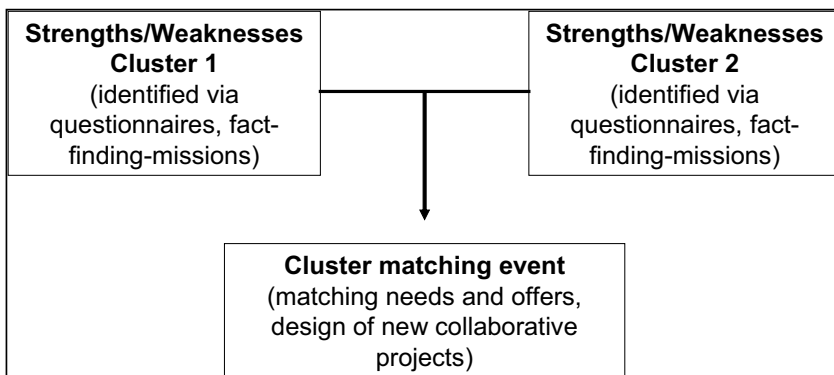 Strengths/Weaknesses
Cluster 1
(identified via
questionnaires, fact-
finding-missions)
Strengths/Weaknesses
Cluster 2
(identified via
questionnaires, fact-
finding-missions)
Cluster matching event
(matching needs and offers,
design of new collaborative
projects)